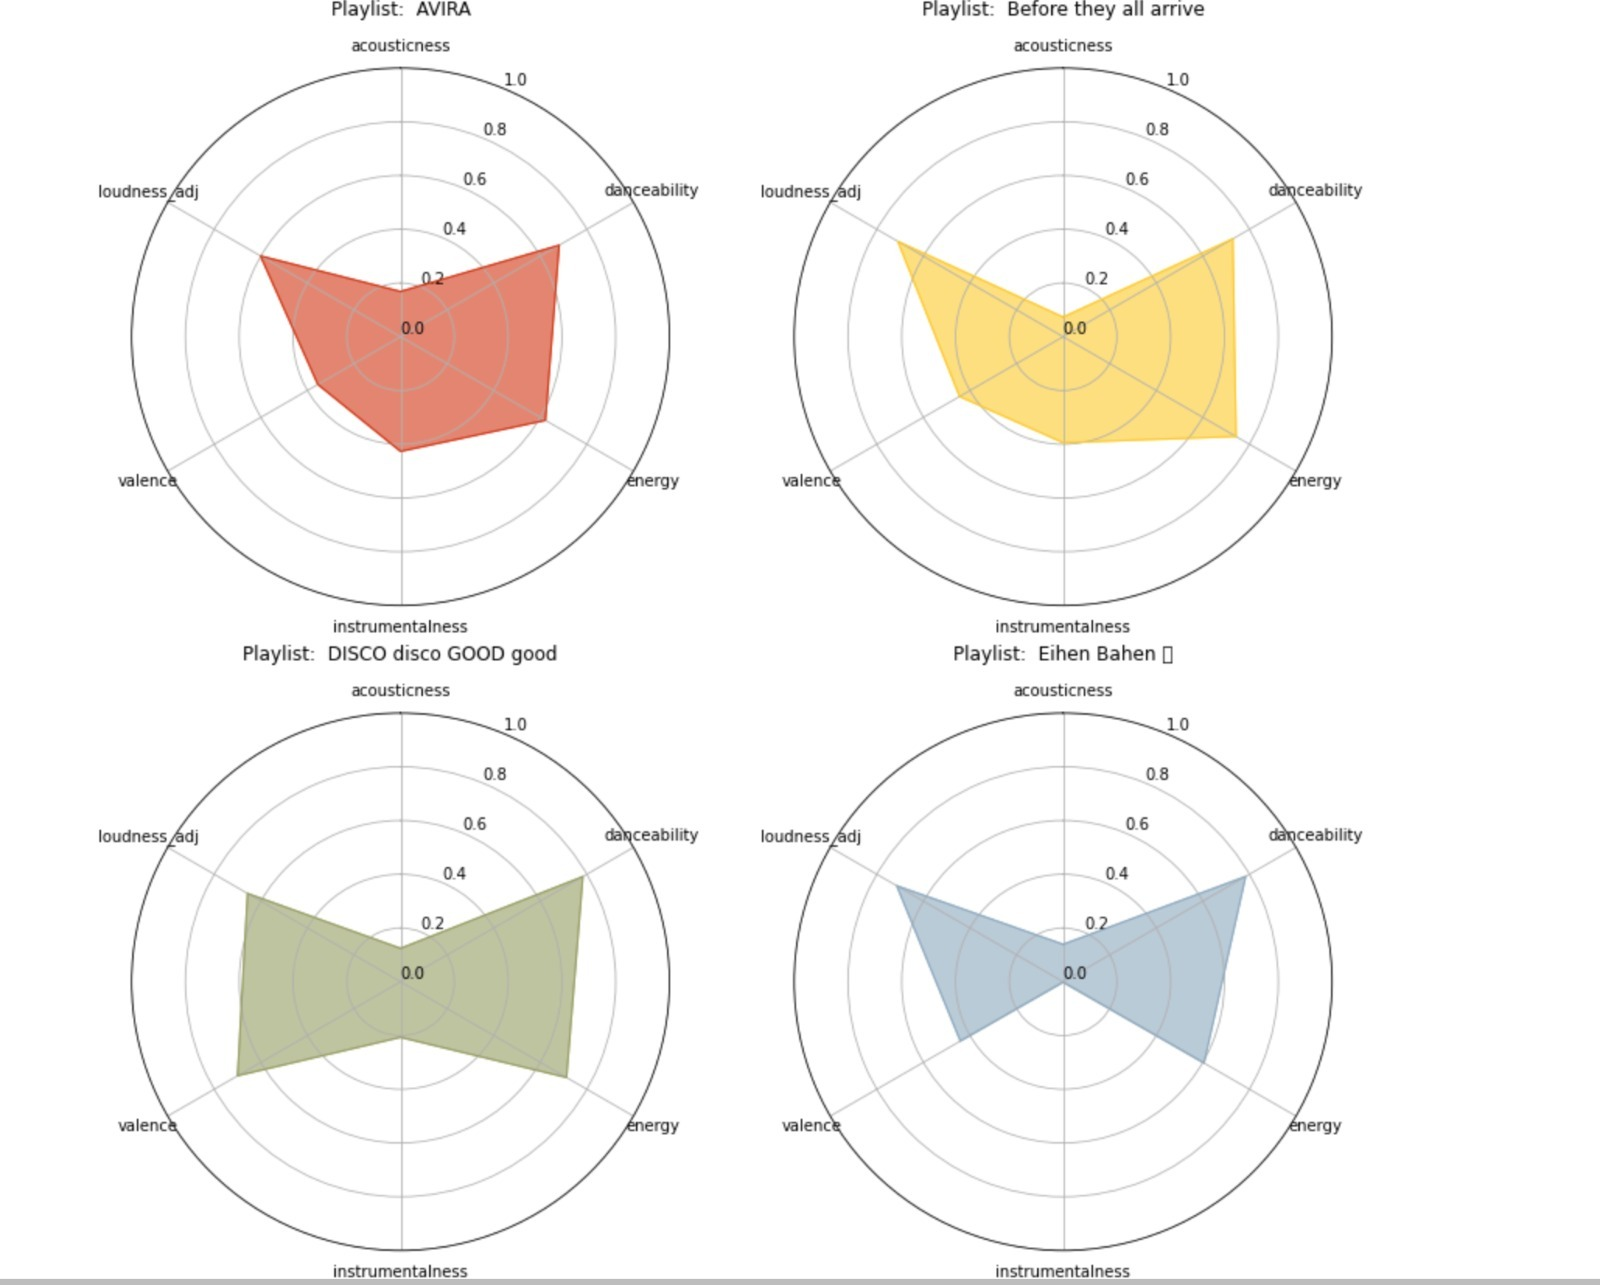 Playlist:  AVIRA
acousticness
1.0
0.8
0.6
loudness_adj
danceability
0.4
0.2
0.0
valence
energy
instrumentalness
Playlist:  Before they all arrive
acousticness
1.0
0.8
0.6
loudness_adj
danceability
0.4
0.2
0.0
valence
energy
instrumentalness
Playlist:  DISCO disco GOOD good
acousticness
1.0
0.8
0.6
loudness_adj
danceability
0.4
0.2
0.0
valence
energy
instrumentalness
Playlist:  Eihen Bahen ▯
acousticness
1.0
0.8
0.6
loudness_adj
danceability
0.4
0.2
0.0
valence
energy
instrumentalness